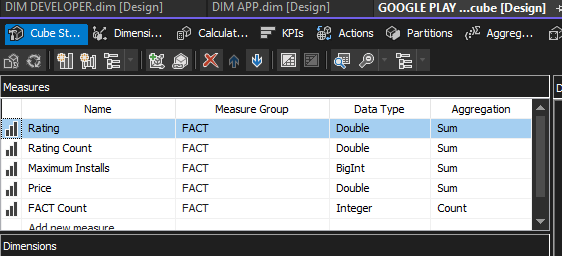 DIM DEVELOPER.dim [Design] DIM APP.dim [Design] GOOGLE PLAY ...cube [Design]
Cube St... Dimensi... Calculat... KPIs Actions Partitions Aggreg...
Measures
Name Measure Group Data Type Aggregation
Rating FACT Double Sum
Rating Count FACT Double Sum
Maximum Installs FACT BigInt Sum
Price FACT Double Sum
FACT Count FACT Integer Count
Add new measure...
Dimensions